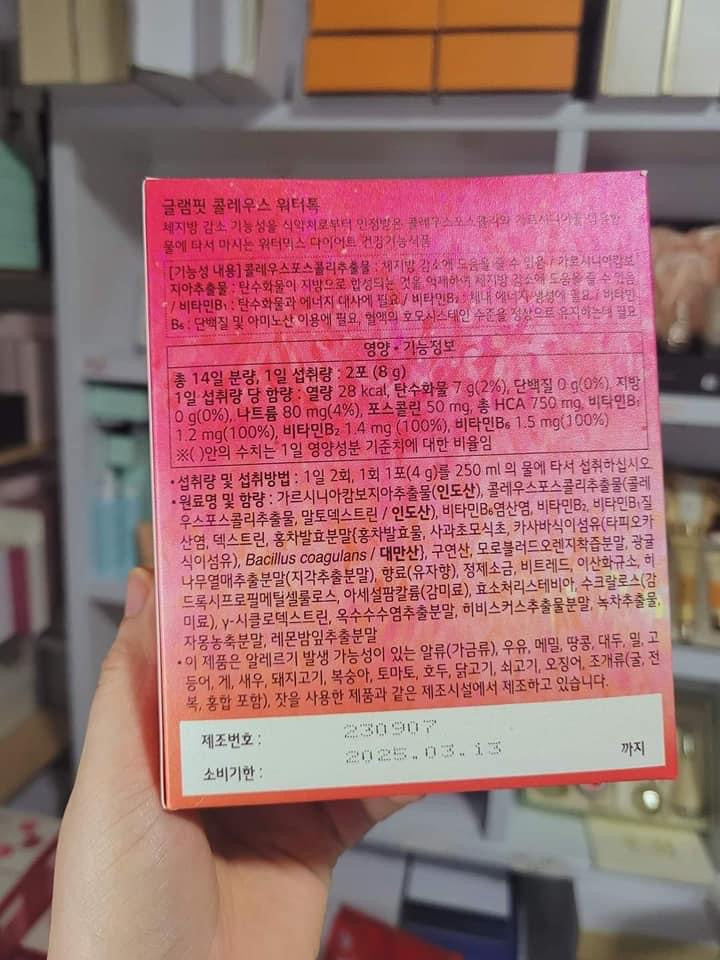 글램핏 콜레우스 워터톡
체지방 감소 기능성을 식약처로부터 인정받은 콜레우스포스콜리와 가르시니아를 함유한
물에 타서 마시는 워터믹스 다이어트 건강기능식품
[기능성 내용] 콜레우스포스콜리추출물 : 체지방 감소에 도움을 줄 수 있음 / 가르시니아캄보
지아추출물 : 탄수화물이 지방으로 합성되는 것을 억제하여 체지방 감소에 도움을 줄 수 있음
/ 비타민B₁ : 탄수화물과 에너지 대사에 필요 / 비타민B₂ : 체내 에너지 생성에 필요 / 비타민
B₆ : 단백질 및 아미노산 이용에 필요, 혈액의 호모시스테인 수준을 정상으로 유지하는데 필요
영양 • 기능정보
총 14일 분량, 1일 섭취량 : 2포 (8 g)
1일 섭취량 당 함량 : 열량 28 kcal, 탄수화물 7 g(2%), 단백질 0 g(0%), 지방
0 g(0%), 나트륨 80 mg(4%), 포스콜린 50 mg, 총 HCA 750 mg, 비타민B₁
1.2 mg(100%), 비타민B₂ 1.4 mg (100%), 비타민B₆ 1.5 mg(100%)
※( )안의 수치는 1일 영양성분 기준치에 대한 비율임
• 섭취량 및 섭취방법 : 1일 2회, 1회 1포(4 g)를 250 ml 의 물에 타서 섭취하십시오
• 원료명 및 함량 : 가르시니아캄보지아추출물(인도산), 콜레우스포스콜리추출물(콜레
우스포스콜리추출물, 말토덱스트린 / 인도산), 비타민B₆염산염, 비타민B₂, 비타민B₁질
산염, 덱스트린, 홍차발효분말{홍차발효물, 사과초모식초, 카사바식이섬유(타피오카
식이섬유), Bacillus coagulans / 대만산}, 구연산, 모로블러드오렌지착즙분말, 광귤
나무열매추출분말(지각추출분말), 향료(유자향), 정제소금, 비트레드, 이산화규소, 히
드록시프로필메틸셀룰로스, 아세설팜칼륨(감미료), 효소처리스테비아, 수크랄로스(감
미료), γ-시클로덱스트린, 옥수수수염추출분말, 히비스커스추출물분말, 녹차추출물,
자몽농축분말, 레몬밤잎추출분말
• 이 제품은 알레르기 발생 가능성이 있는 알류(가금류), 우유, 메밀, 땅콩, 대두, 밀, 고
등어, 게, 새우, 돼지고기, 복숭아, 토마토, 호두, 닭고기, 쇠고기, 오징어, 조개류(굴, 전
복, 홍합 포함), 잣을 사용한 제품과 같은 제조시설에서 제조하고 있습니다.
제조번호 : 230907
소비기한 : 2025.03.13 까지